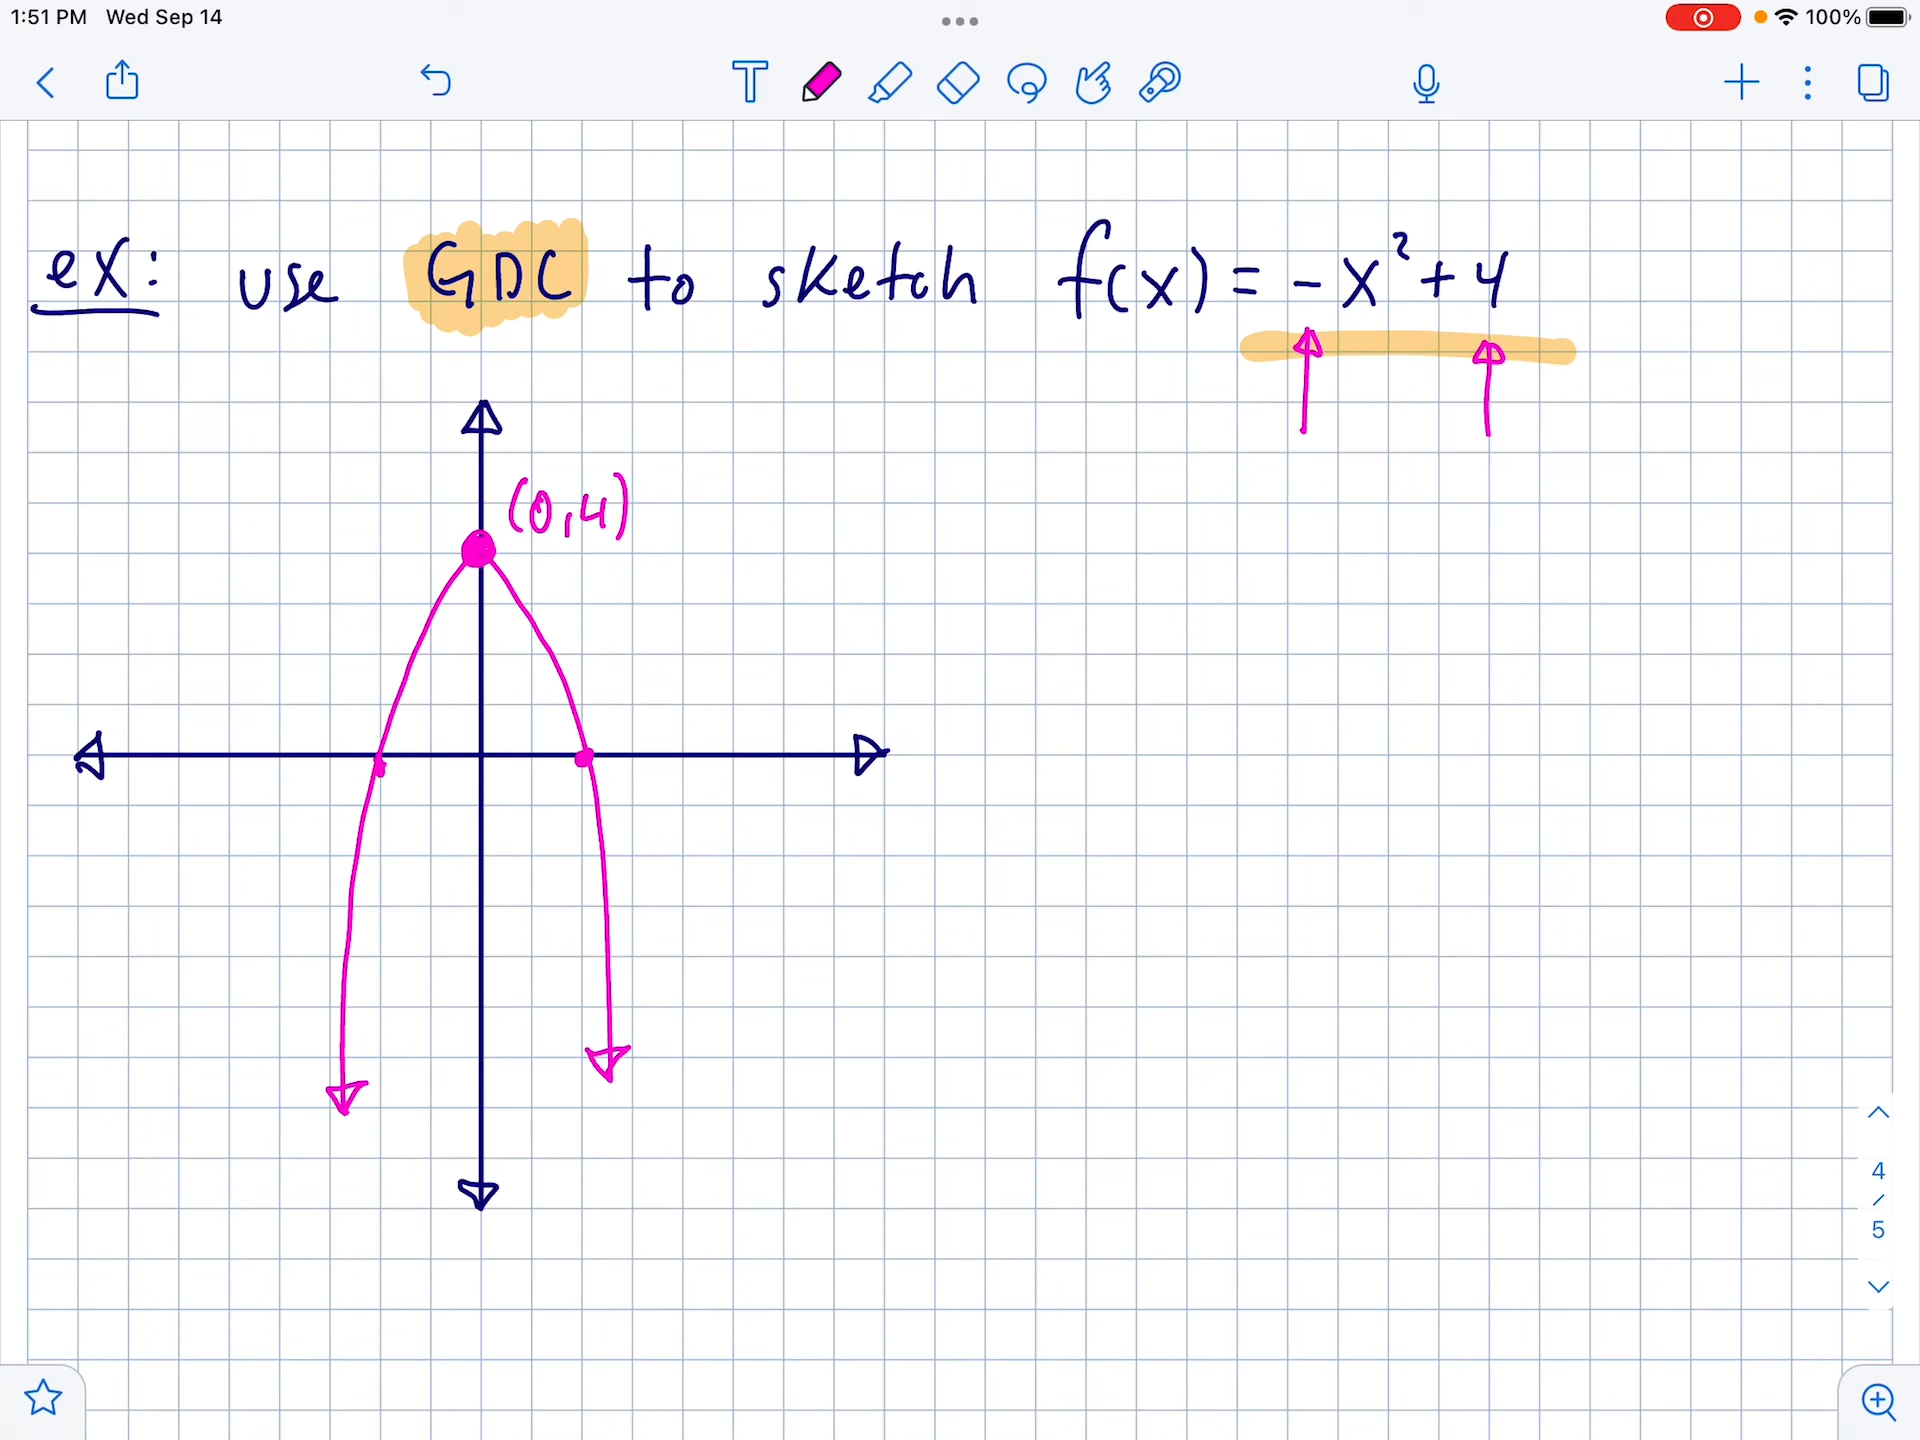 1:51 PM Wed Sep 14
100%
T
ex: use GDC to sketch f(x) = -x² + 4
(0,4)
4
/
5